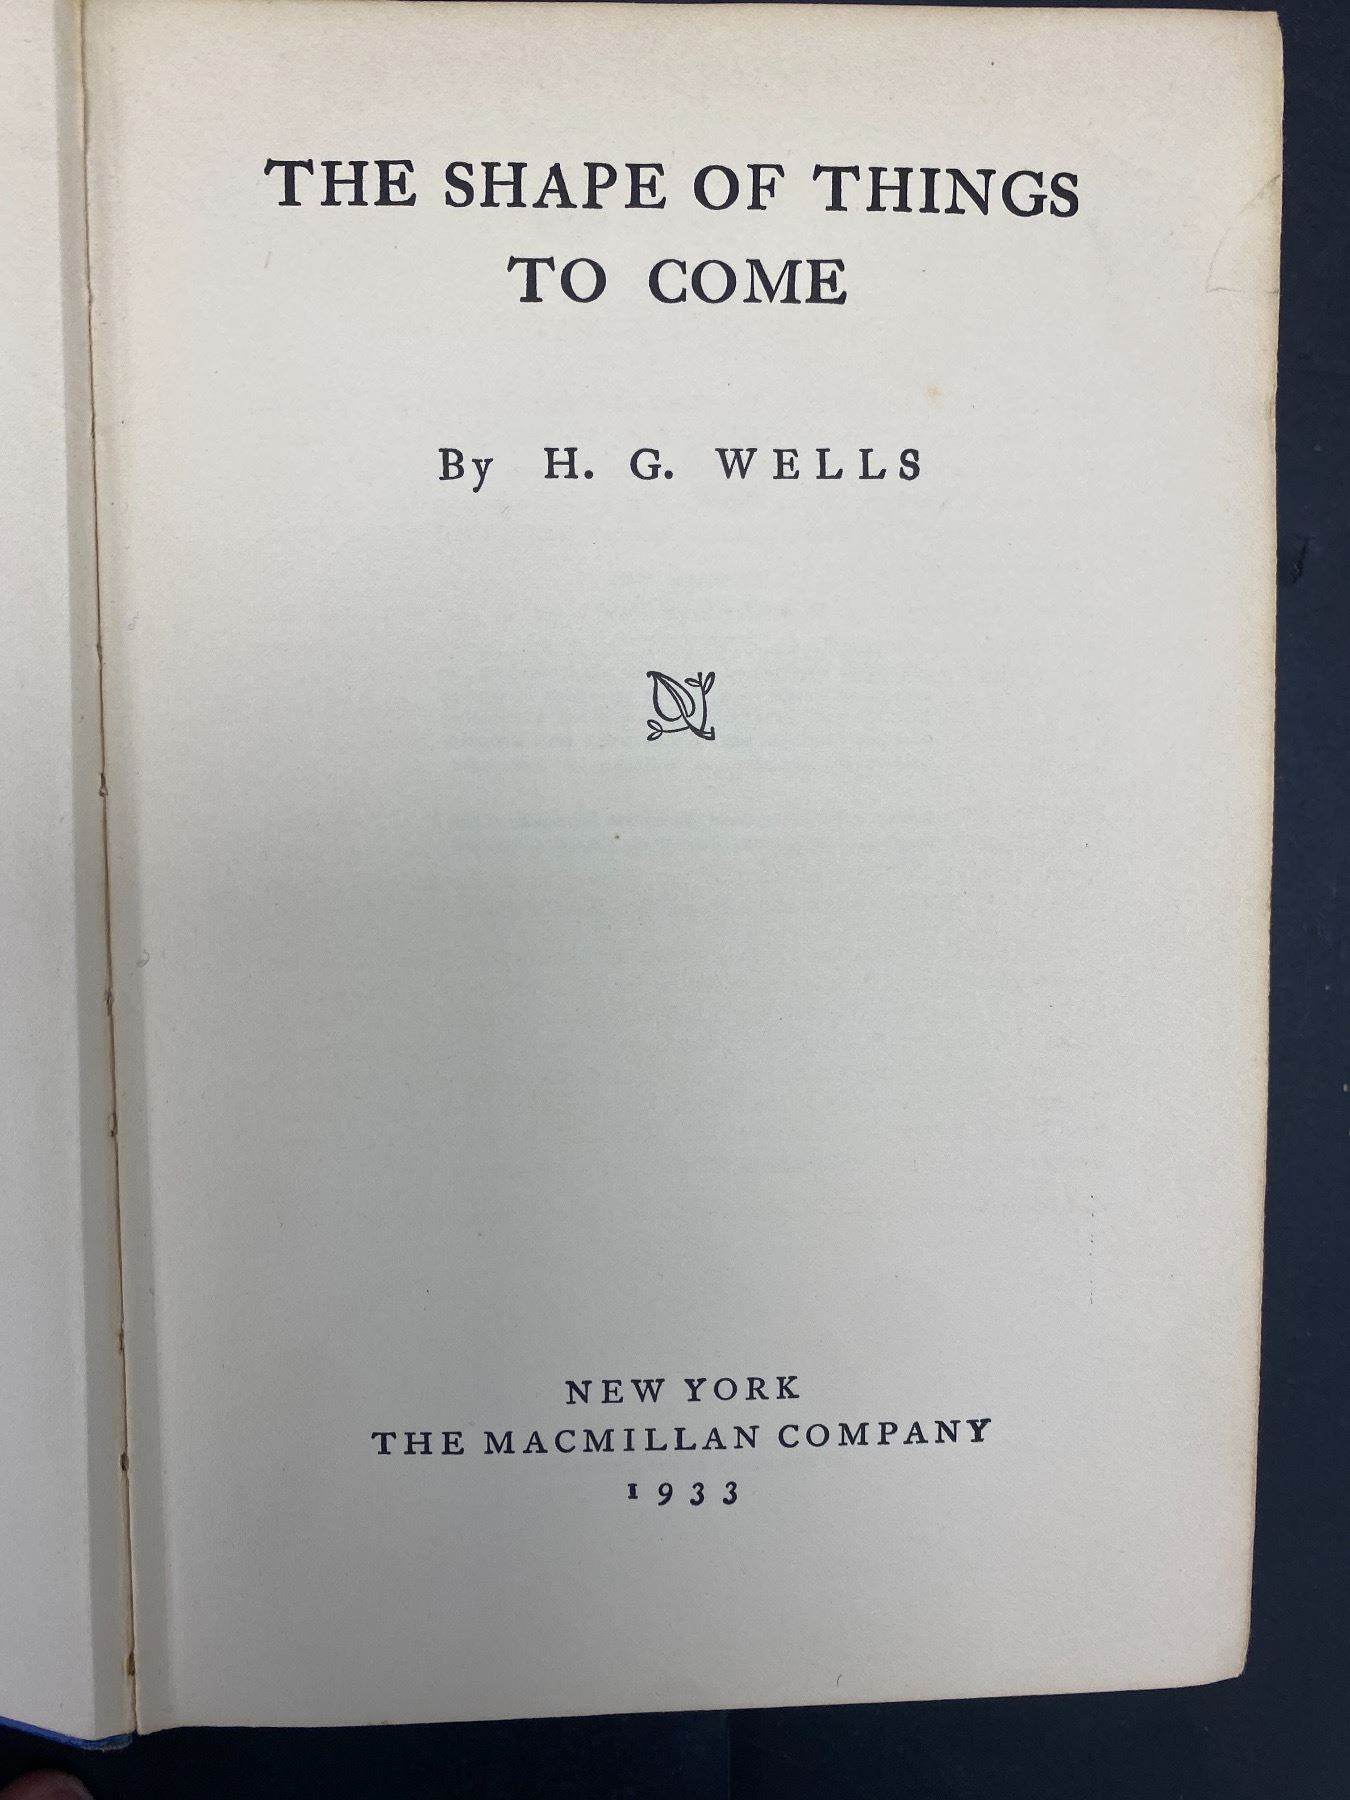 THE SHAPE OF THINGS
TO COME
By H. G. WELLS
NEW YORK
THE MACMILLAN COMPANY
1933